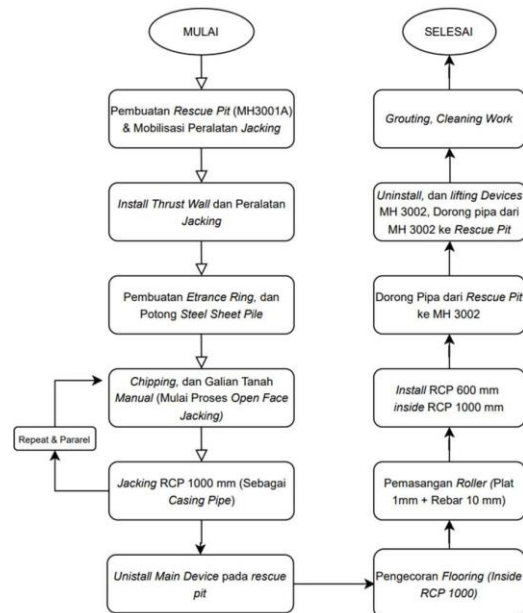 MULAI
Pembuatan Rescue Pit (MH3001A)
& Mobilisasi Peralatan Jacking
Install Thrust Wall dan Peralatan
Jacking
Pembuatan Etrance Ring, dan
Potong Steel Sheet Pile
Chipping, dan Galian Tanah
Manual (Mulai Proses Open Face
Jacking)
Repeat & Pararel
Jacking RCP 1000 mm (Sebagai
Casing Pipe)
Unistall Main Device pada rescue
pit
Pengecoran Flooring (Inside
RCP 1000)
Pemasangan Roller (Plat
1mm + Rebar 10 mm)
Install RCP 600 mm
inside RCP 1000 mm
Dorong Pipa dari Rescue Pit
ke MH 3002
Uninstall, dan lifting Devices
MH 3002, Dorong pipa dari
MH 3002 ke Rescue Pit
Grouting, Cleaning Work
SELESAI